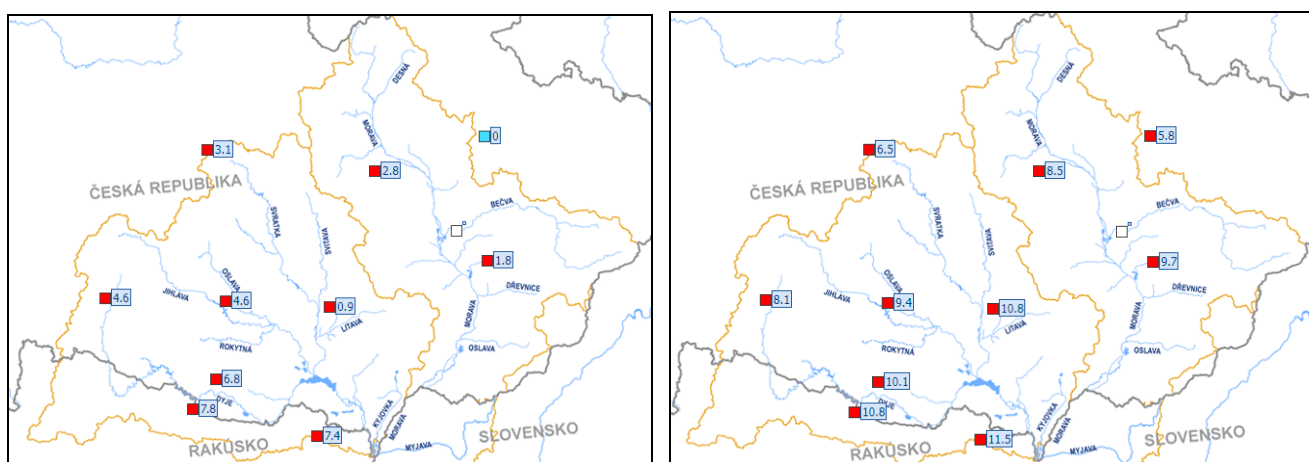 DESNÁ
MORAVA
0
3.1
2.8
ČESKÁ REPUBLIKA
SVRATKA
SVITAVA
BEČVA
1.8
OSLAVA
JIHLAVA
4.6
4.6
0.9
DŘEVNICE
LITAVA
MORAVA
ROKYTNÁ
OSLAVA
6.8
DYJE
7.8
KYJOVKA
MORAVA
7.4
RAKÚSKO
SLOVENSKO
MYJAVA
DESNÁ
MORAVA
5.8
6.5
8.5
ČESKÁ REPUBLIKA
SVRATKA
SVITAVA
BEČVA
9.7
OSLAVA
JIHLAVA
8.1
9.4
10.8
DŘEVNICE
LITAVA
MORAVA
ROKYTNÁ
OSLAVA
10.1
DYJE
10.8
KYJOVKA
MORAVA
11.5
RAKÚSKO
SLOVENSKO
MYJAVA